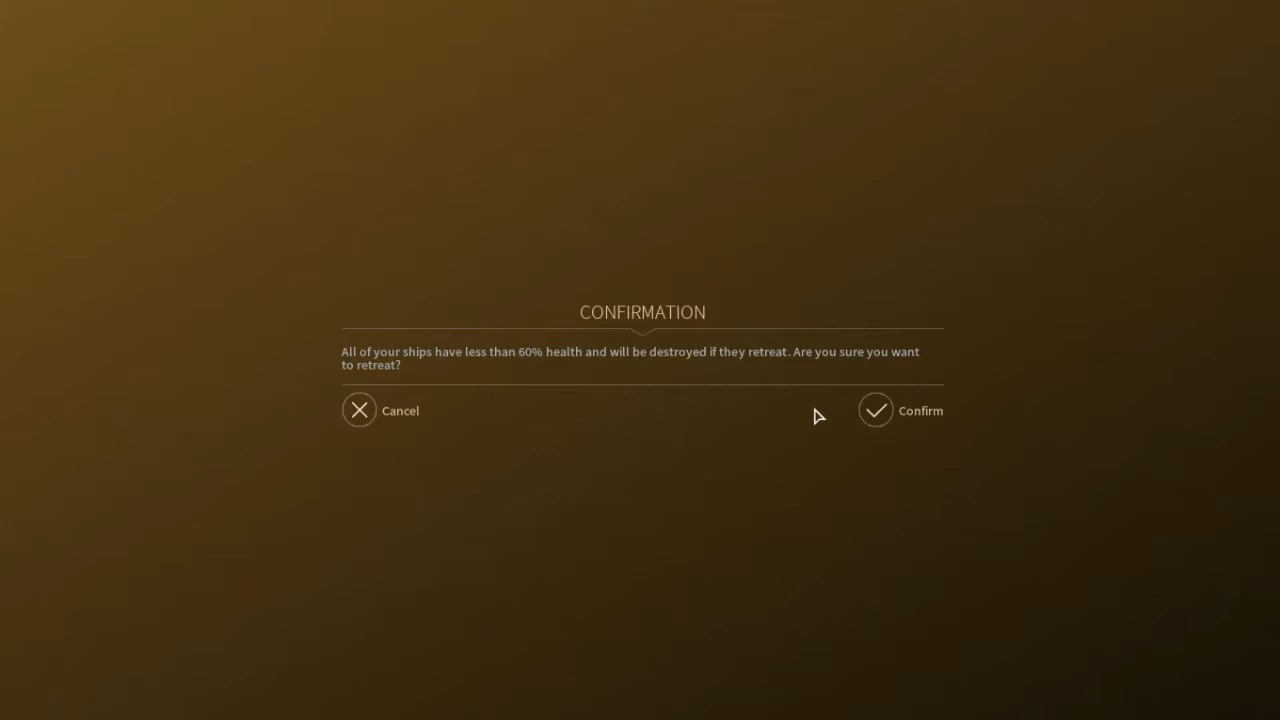 CONFIRMATION
All of your ships have less than 60% health and will be destroyed if they retreat. Are you sure you want
to retreat?
Cancel
Confirm